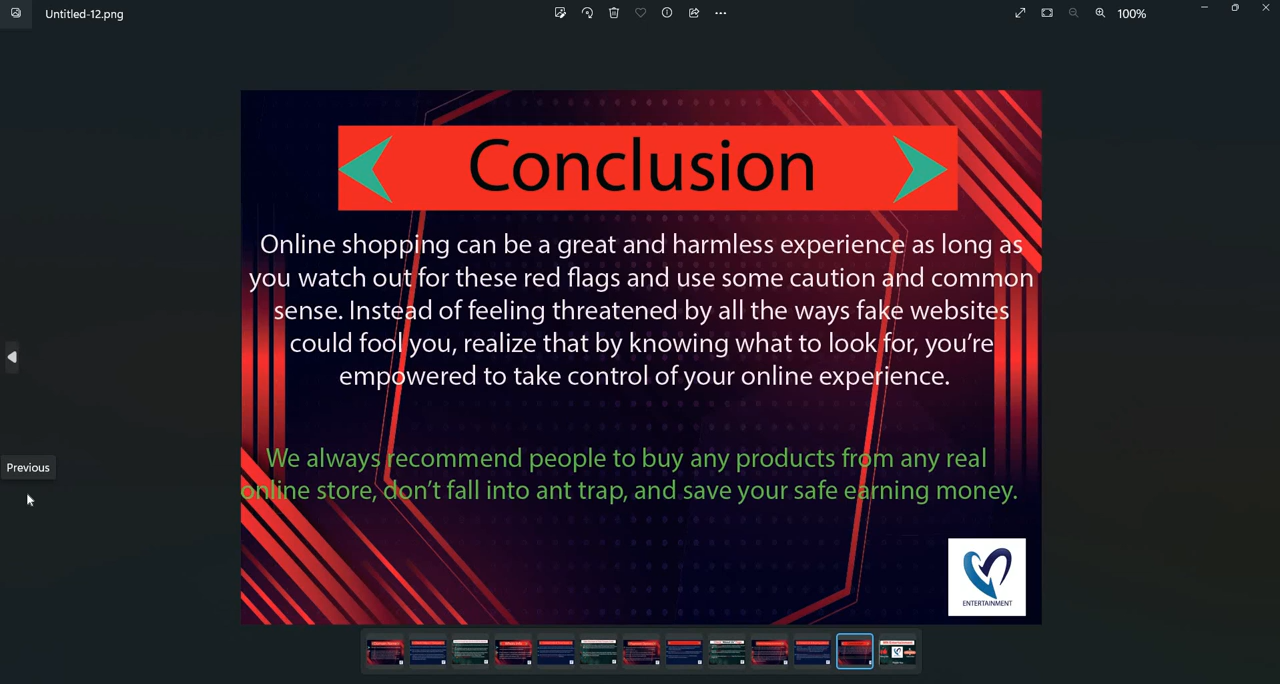 Untitled-12.png
100%
Conclusion
Online shopping can be a great and harmless experience as long as
you watch out for these red flags and use some caution and common
sense. Instead of feeling threatened by all the ways fake websites
could fool you, realize that by knowing what to look for, you're
empowered to take control of your online experience.
We always recommend people to buy any products from any real
online store, don't fall into ant trap, and save your safe earning money.
Previous
ENTERTAINMENT